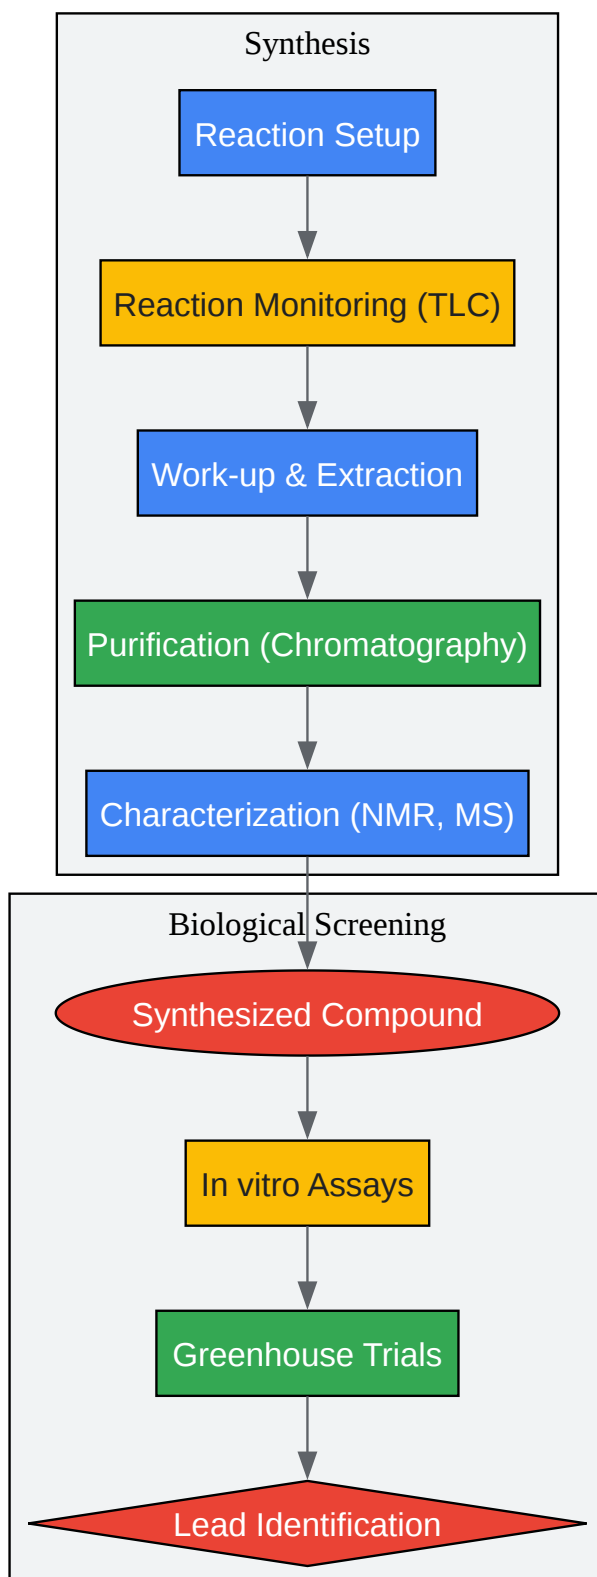 Synthesis
Reaction Setup
Reaction Monitoring (TLC)
Work-up & Extraction
Purification (Chromatography)
Characterization (NMR, MS)
Biological Screening
Synthesized Compound
In vitro Assays
Greenhouse Trials
Lead Identification